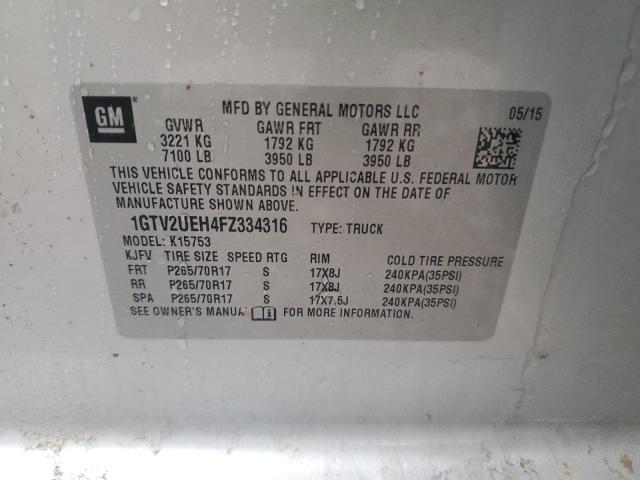 GM
MFD BY GENERAL MOTORS LLC 05/15
GVWR GAWR FRT GAWR RR
3221 KG 1792 KG 1792 KG
7100 LB 3950 LB 3950 LB
THIS VEHICLE CONFORMS TO ALL APPLICABLE U.S. FEDERAL MOTOR
VEHICLE SAFETY STANDARDS IN EFFECT ON THE DATE OF
MANUFACTURE SHOWN ABOVE.
1GTV2UEH4FZ334316 TYPE: TRUCK
MODEL: K15753
KJFV TIRE SIZE SPEED RTG RIM COLD TIRE PRESSURE
FRT P265/70R17 S 17X8J 240KPA(35PSI)
RR P265/70R17 S 17X8J 240KPA(35PSI)
SPA P265/70R17 S 17X7.5J 240KPA(35PSI)
SEE OWNER'S MANUAL FOR MORE INFORMATION.